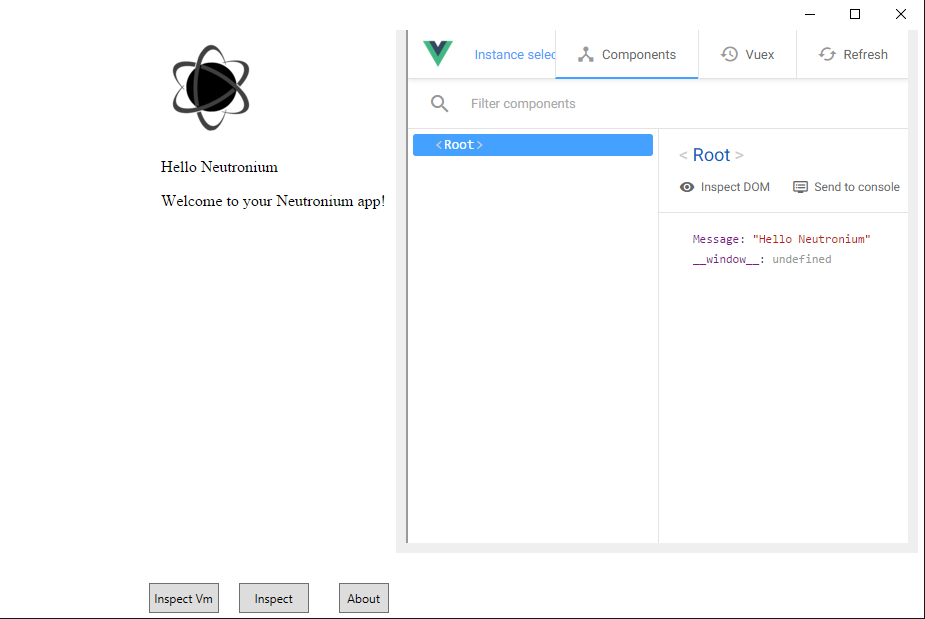 Hello Neutronium
Welcome to your Neutronium app!
Instance selec
Components
Vuex
Refresh
Filter components
<Root>
< Root >
Inspect DOM
Send to console
Message: "Hello Neutronium"
__window__: undefined
Inspect Vm
Inspect
About